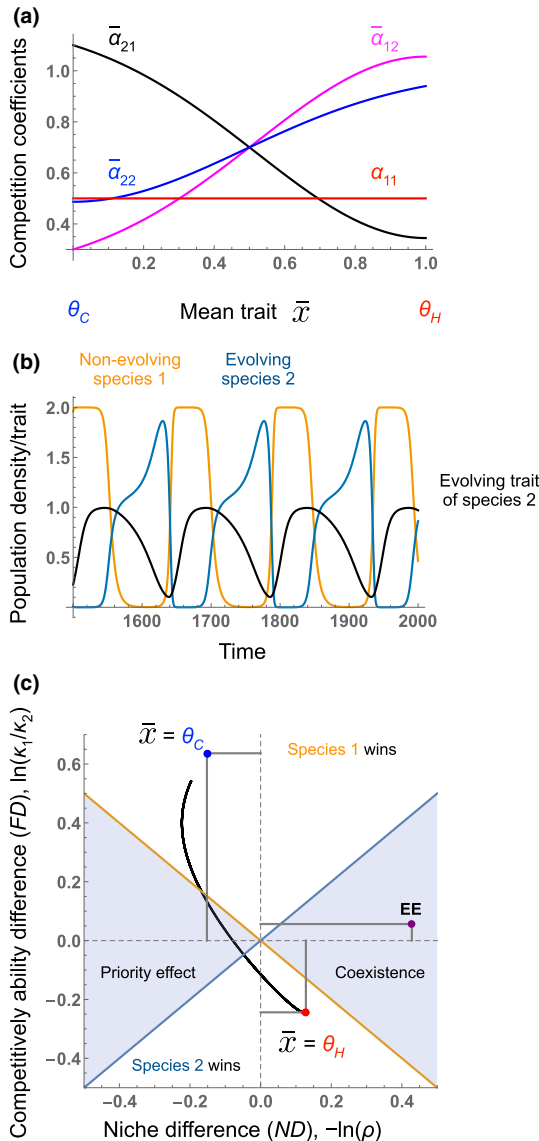 (a)
ᾱ21
ᾱ12
1.0
0.8
0.6
0.4
ᾱ22
α11
0.2 0.4 0.6 0.8 1.0
Competition coefficients
θC Mean trait x̄ θH
(b)
Non-evolving species 1
Evolving species 2
2.0
1.5
1.0
0.5
Population density/trait
Evolving trait of species 2
1600 1700 1800 1900 2000
Time
(c)
x̄ = θC
Species 1 wins
0.6
0.4
0.2
0.0
−0.2
−0.4
EE
Priority effect
Coexistence
x̄ = θH
Species 2 wins
Competitively ability difference (FD), ln(κ1/κ2)
−0.4 −0.2 0.0 0.2 0.4
Niche difference (ND), −ln(ρ)